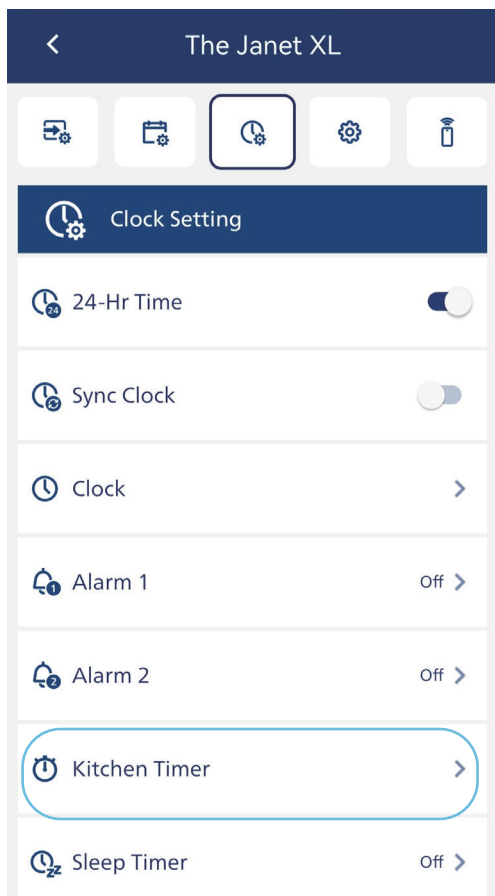 The Janet XL
Clock Setting
24-Hr Time
Sync Clock
Clock
Alarm 1 Off
Alarm 2 Off
Kitchen Timer
Sleep Timer Off